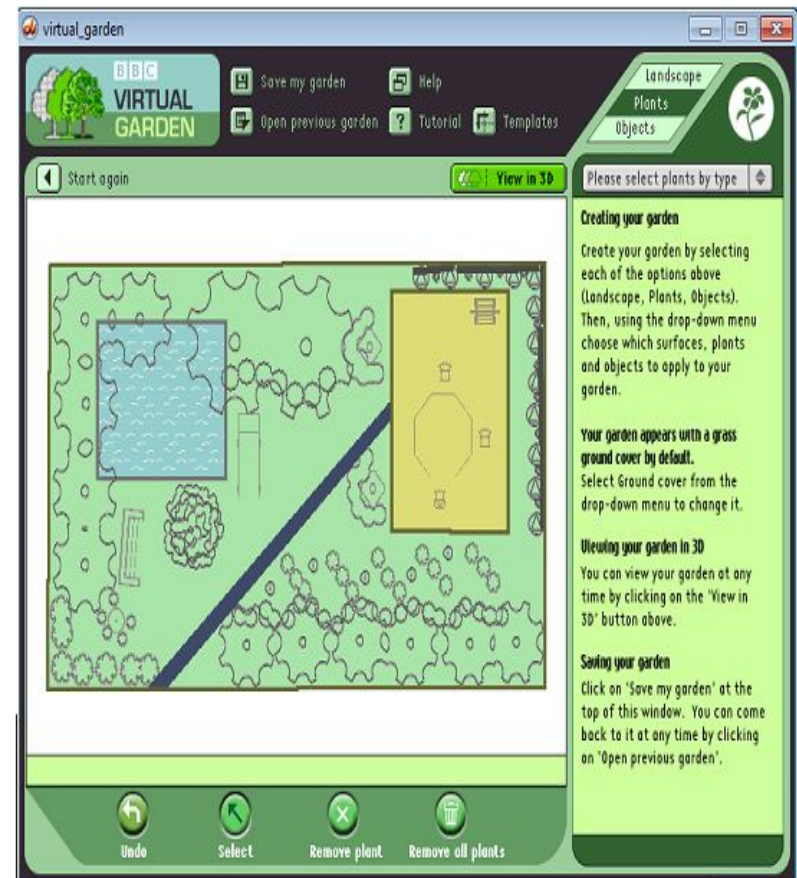 virtual_garden
BBC
VIRTUAL
GARDEN
Save my garden
Help
Open previous garden
? Tutorial
Templates
Landscape
Plants
Objects
Start again
View in 3D
Please select plants by type
Creating your garden
Create your garden by selecting
each of the options above
(Landscape, Plants, Objects).
Then, using the drop-down menu
choose which surfaces, plants
and objects to apply to your
garden.
Your garden appears with a grass
ground cover by default.
Select Ground cover from the
drop-down menu to change it.
Viewing your garden in 3D
You can view your garden at any
time by clicking on the 'View in
3D' button above.
Saving your garden
Click on 'Save my garden' at the
top of this window. You can come
back to it at any time by clicking
on 'Open previous garden'.
Undo
Select
Remove plant
Remove all plants